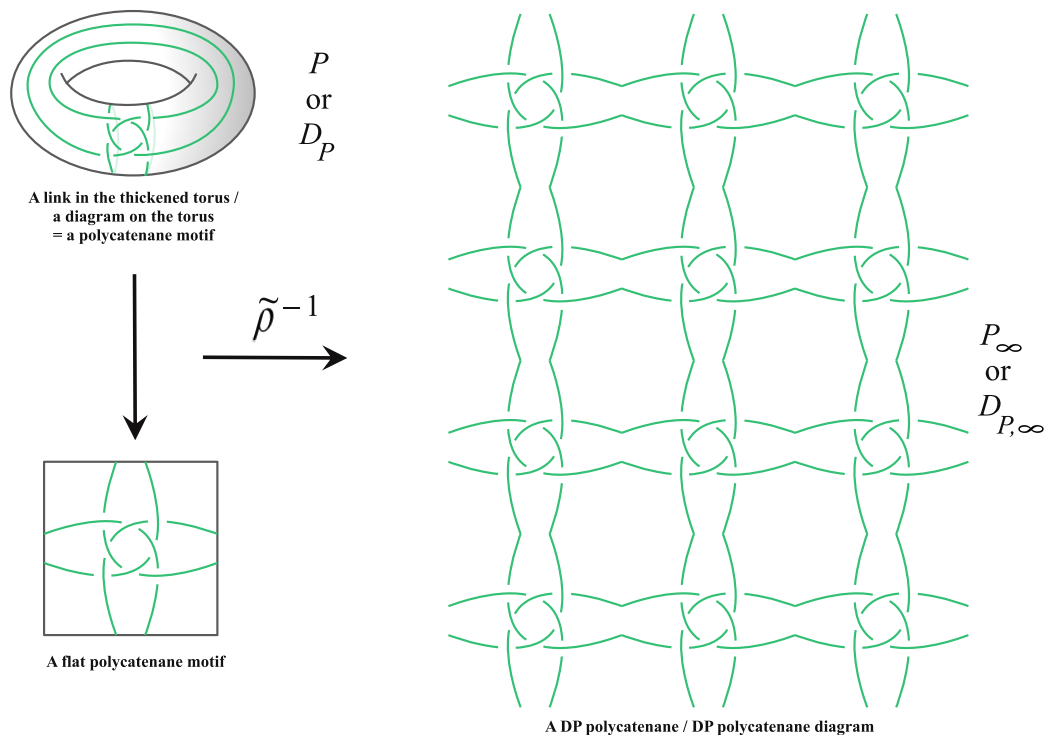 P
or
D_P
A link in the thickened torus /
a diagram on the torus
= a polycatenane motif
ρ̃ ⁻¹
P_∞
or
D_{P,∞}
A flat polycatenane motif
A DP polycatenane / DP polycatenane diagram